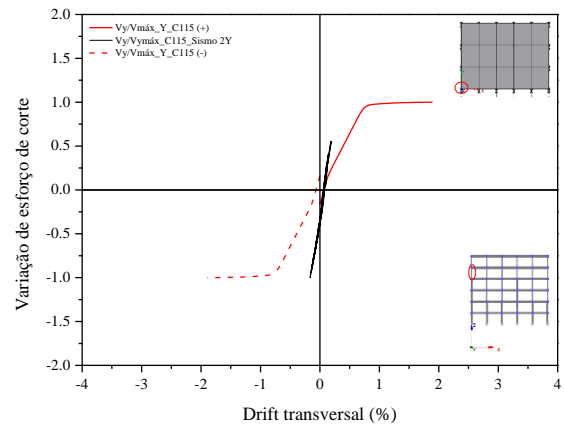 Vy/Vmáx_Y_C115 (+)
Vy/Vymáx_C115_Sismo 2Y
Vy/Vmáx_Y_C115 (-)
2.0
1.5
1.0
0.5
0.0
-0.5
-1.0
-1.5
-2.0
Variação de esforço de corte
-4 -3 -2 -1 0 1 2 3 4
Drift transversal (%)